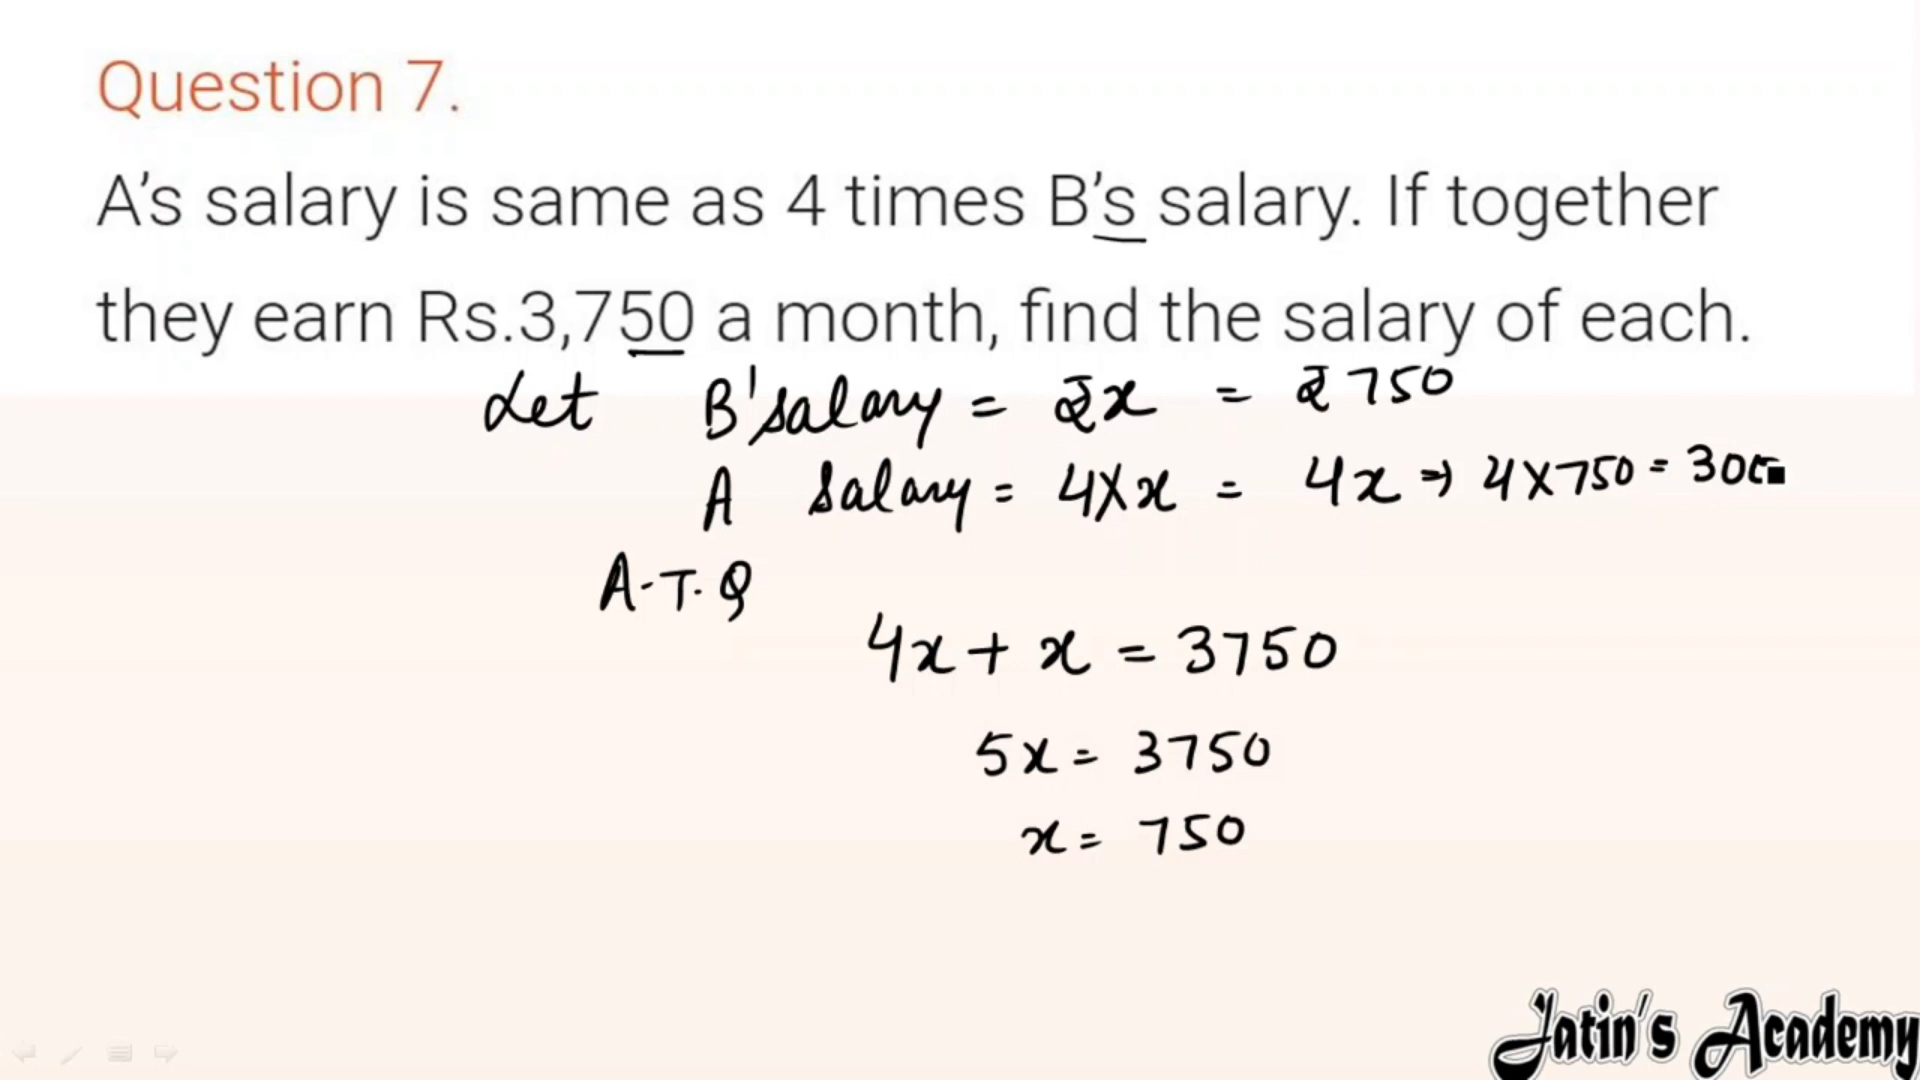 Question 7.
A’s salary is same as 4 times B’s salary. If together
they earn Rs.3,750 a month, find the salary of each.
Let B'salary = ₹x = ₹750
A salary = 4×x = 4x ⇒ 4×750 =
A.T.Q
4x + x = 3750
5x = 3750
x = 750
Jatin's Academy